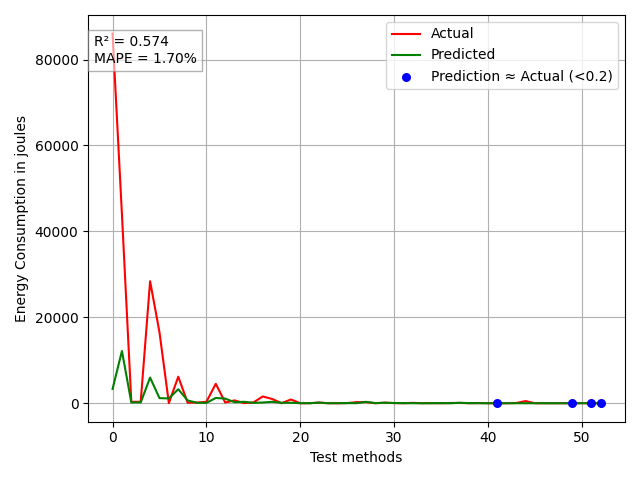 R² = 0.574
MAPE = 1.70%
Actual
Predicted
Prediction ≈ Actual (<0.2)
Energy Consumption in joules
80000
60000
40000
20000
0
0 10 20 30 40 50
Test methods